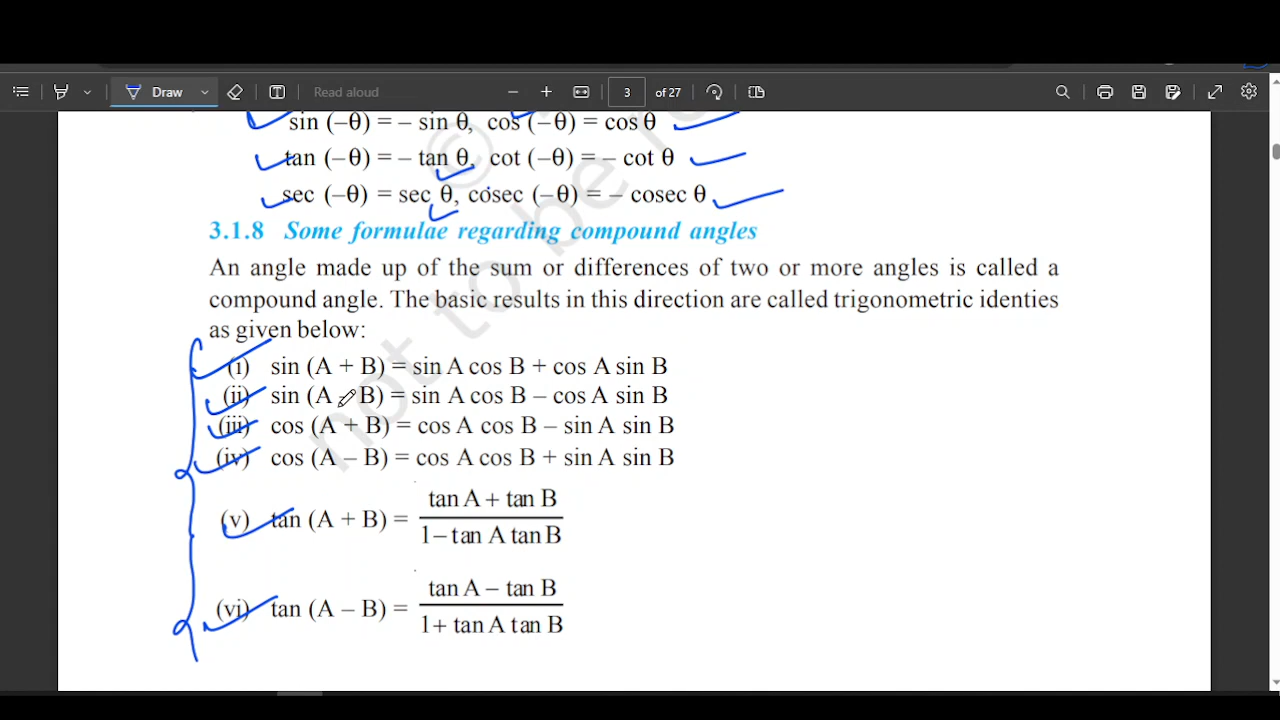 Draw
Read aloud
3
of 27
sin (−θ) = − sin θ, cos (−θ) = cos θ
tan (−θ) = − tan θ, cot (−θ) = − cot θ
sec (−θ) = sec θ, cosec (−θ) = − cosec θ
3.1.8 Some formulae regarding compound angles
An angle made up of the sum or differences of two or more angles is called a
compound angle. The basic results in this direction are called trigonometric identies
as given below:
(i) sin (A + B) = sin A cos B + cos A sin B
(ii) sin (A B) = sin A cos B – cos A sin B
(iii) cos (A + B) = cos A cos B – sin A sin B
(iv) cos (A – B) = cos A cos B + sin A sin B
tan A + tan B
(v) tan (A + B) =
1 – tan A tan B
tan A – tan B
(vi) tan (A – B) =
1 + tan A tan B
© 
not to be re